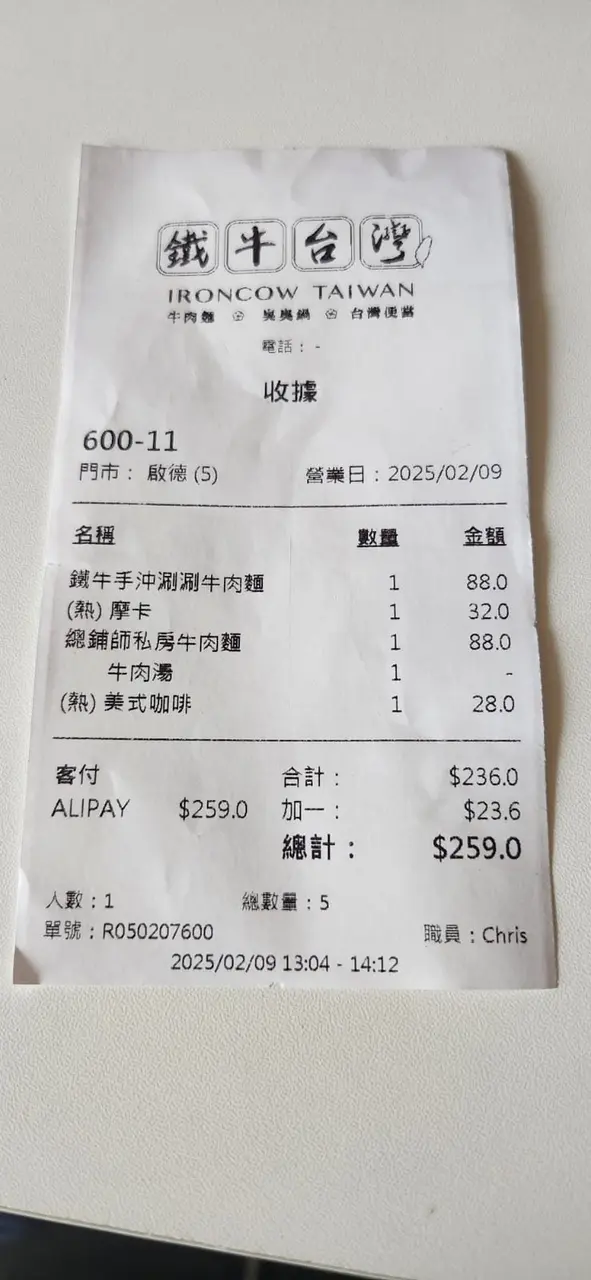 鐵牛台灣
IRONCOW TAIWAN
牛肉麵 臭臭鍋 台灣便當
電話： -
收據
600-11
門市： 啟德 (5) 營業日：2025/02/09
名稱 數量 金額
鐵牛手沖涮涮牛肉麵 1 88.0
(熱) 摩卡 1 32.0
總鋪師私房牛肉麵 1 88.0
牛肉湯 1 -
(熱) 美式咖啡 1 28.0
客付 合計： $236.0
ALIPAY $259.0 加一： $23.6
總計： $259.0
人數：1 總數量：5
單號：R050207600 職員：Chris
2025/02/09 13:04 - 14:12